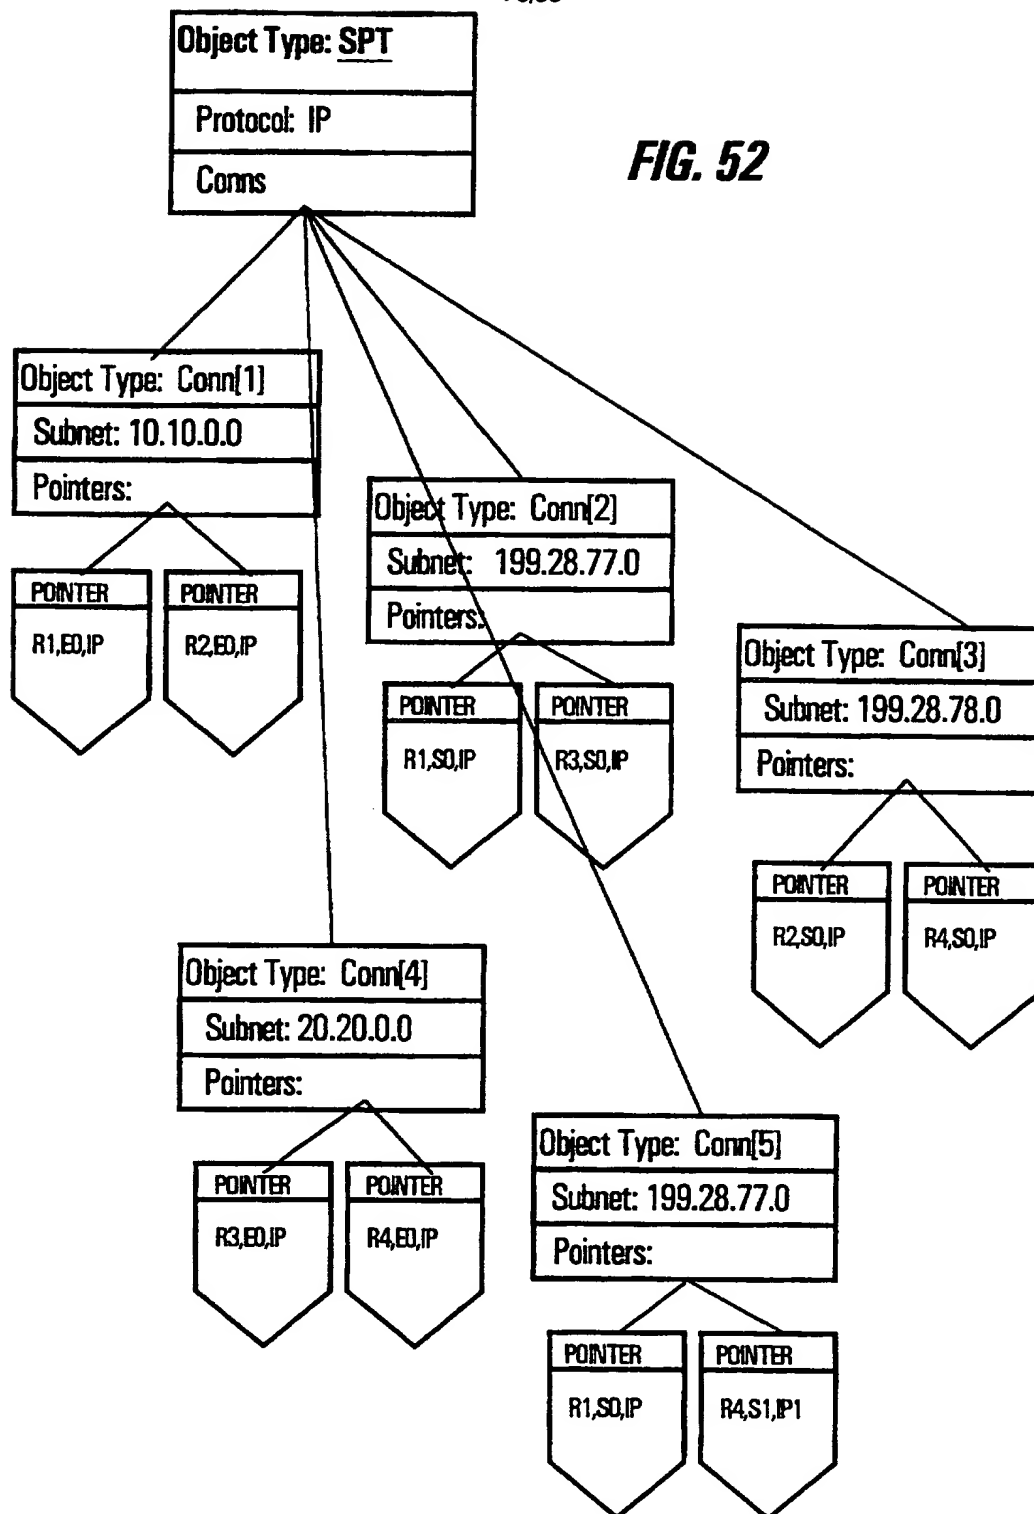 Object Type: SPT
Protocol: IP
Conns
FIG. 52
Object Type: Conn[1]
Subnet: 10.10.0.0
Pointers:
POINTER
R1,E0,IP
POINTER
R2,E0,IP
Object Type: Conn[2]
Subnet: 199.28.77.0
Pointers:
POINTER
R1,S0,IP
POINTER
R3,S0,IP
Object Type: Conn[3]
Subnet: 199.28.78.0
Pointers:
POINTER
R2,S0,IP
POINTER
R4,S0,IP
Object Type: Conn[4]
Subnet: 20.20.0.0
Pointers:
POINTER
R3,E0,IP
POINTER
R4,E0,IP
Object Type: Conn[5]
Subnet: 199.28.77.0
Pointers:
POINTER
R1,S0,IP
POINTER
R4,S1,IP1